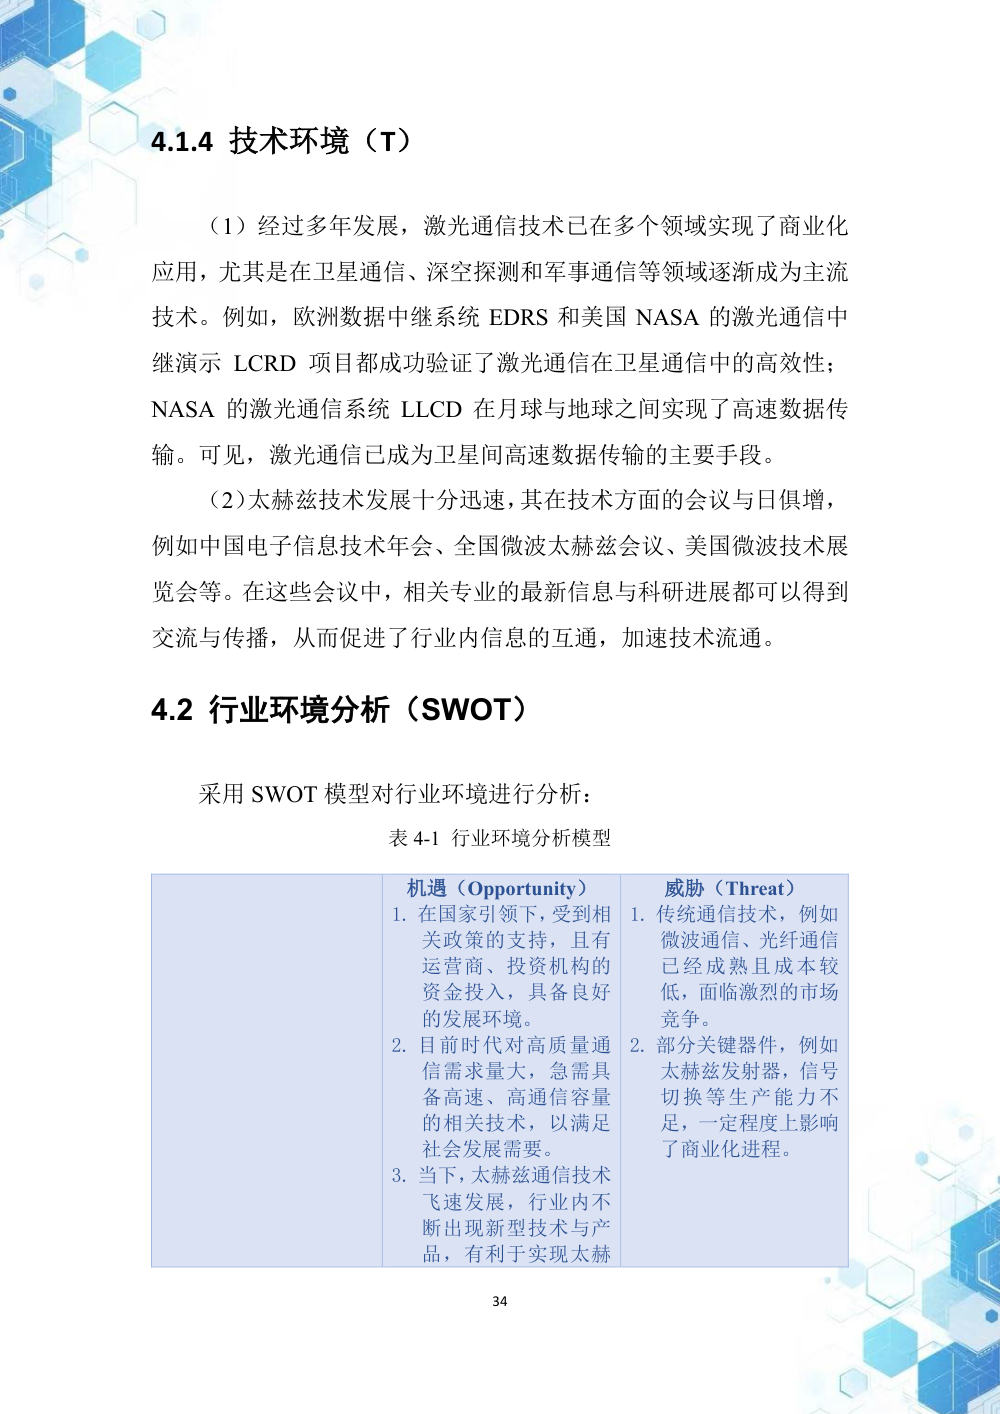 4.1.4 技术环境（T）
（1）经过多年发展，激光通信技术已在多个领域实现了商业化
应用，尤其是在卫星通信、深空探测和军事通信等领域逐渐成为主流
技术。例如，欧洲数据中继系统 EDRS 和美国 NASA 的激光通信中
继演示 LCRD 项目都成功验证了激光通信在卫星通信中的高效性；
NASA 的激光通信系统 LLCD 在月球与地球之间实现了高速数据传
输。可见，激光通信已成为卫星间高速数据传输的主要手段。
（2）太赫兹技术发展十分迅速，其在技术方面的会议与日俱增，
例如中国电子信息技术年会、全国微波太赫兹会议、美国微波技术展
览会等。在这些会议中，相关专业的最新信息与科研进展都可以得到
交流与传播，从而促进了行业内信息的互通，加速技术流通。
4.2 行业环境分析（SWOT）
采用 SWOT 模型对行业环境进行分析：
表 4-1 行业环境分析模型
机遇（Opportunity）
1. 在国家引领下，受到相
关政策的支持，且有
运营商、投资机构的
资金投入，具备良好
的发展环境。
2. 目前时代对高质量通
信需求量大，急需具
备高速、高通信容量
的相关技术，以满足
社会发展需要。
3. 当下，太赫兹通信技术
飞速发展，行业内不
断出现新型技术与产
品，有利于实现太赫
威胁（Threat）
1. 传统通信技术，例如
微波通信、光纤通信
已经成熟且成本较
低，面临激烈的市场
竞争。
2. 部分关键器件，例如
太赫兹发射器，信号
切换等生产能力不
足，一定程度上影响
了商业化进程。
34